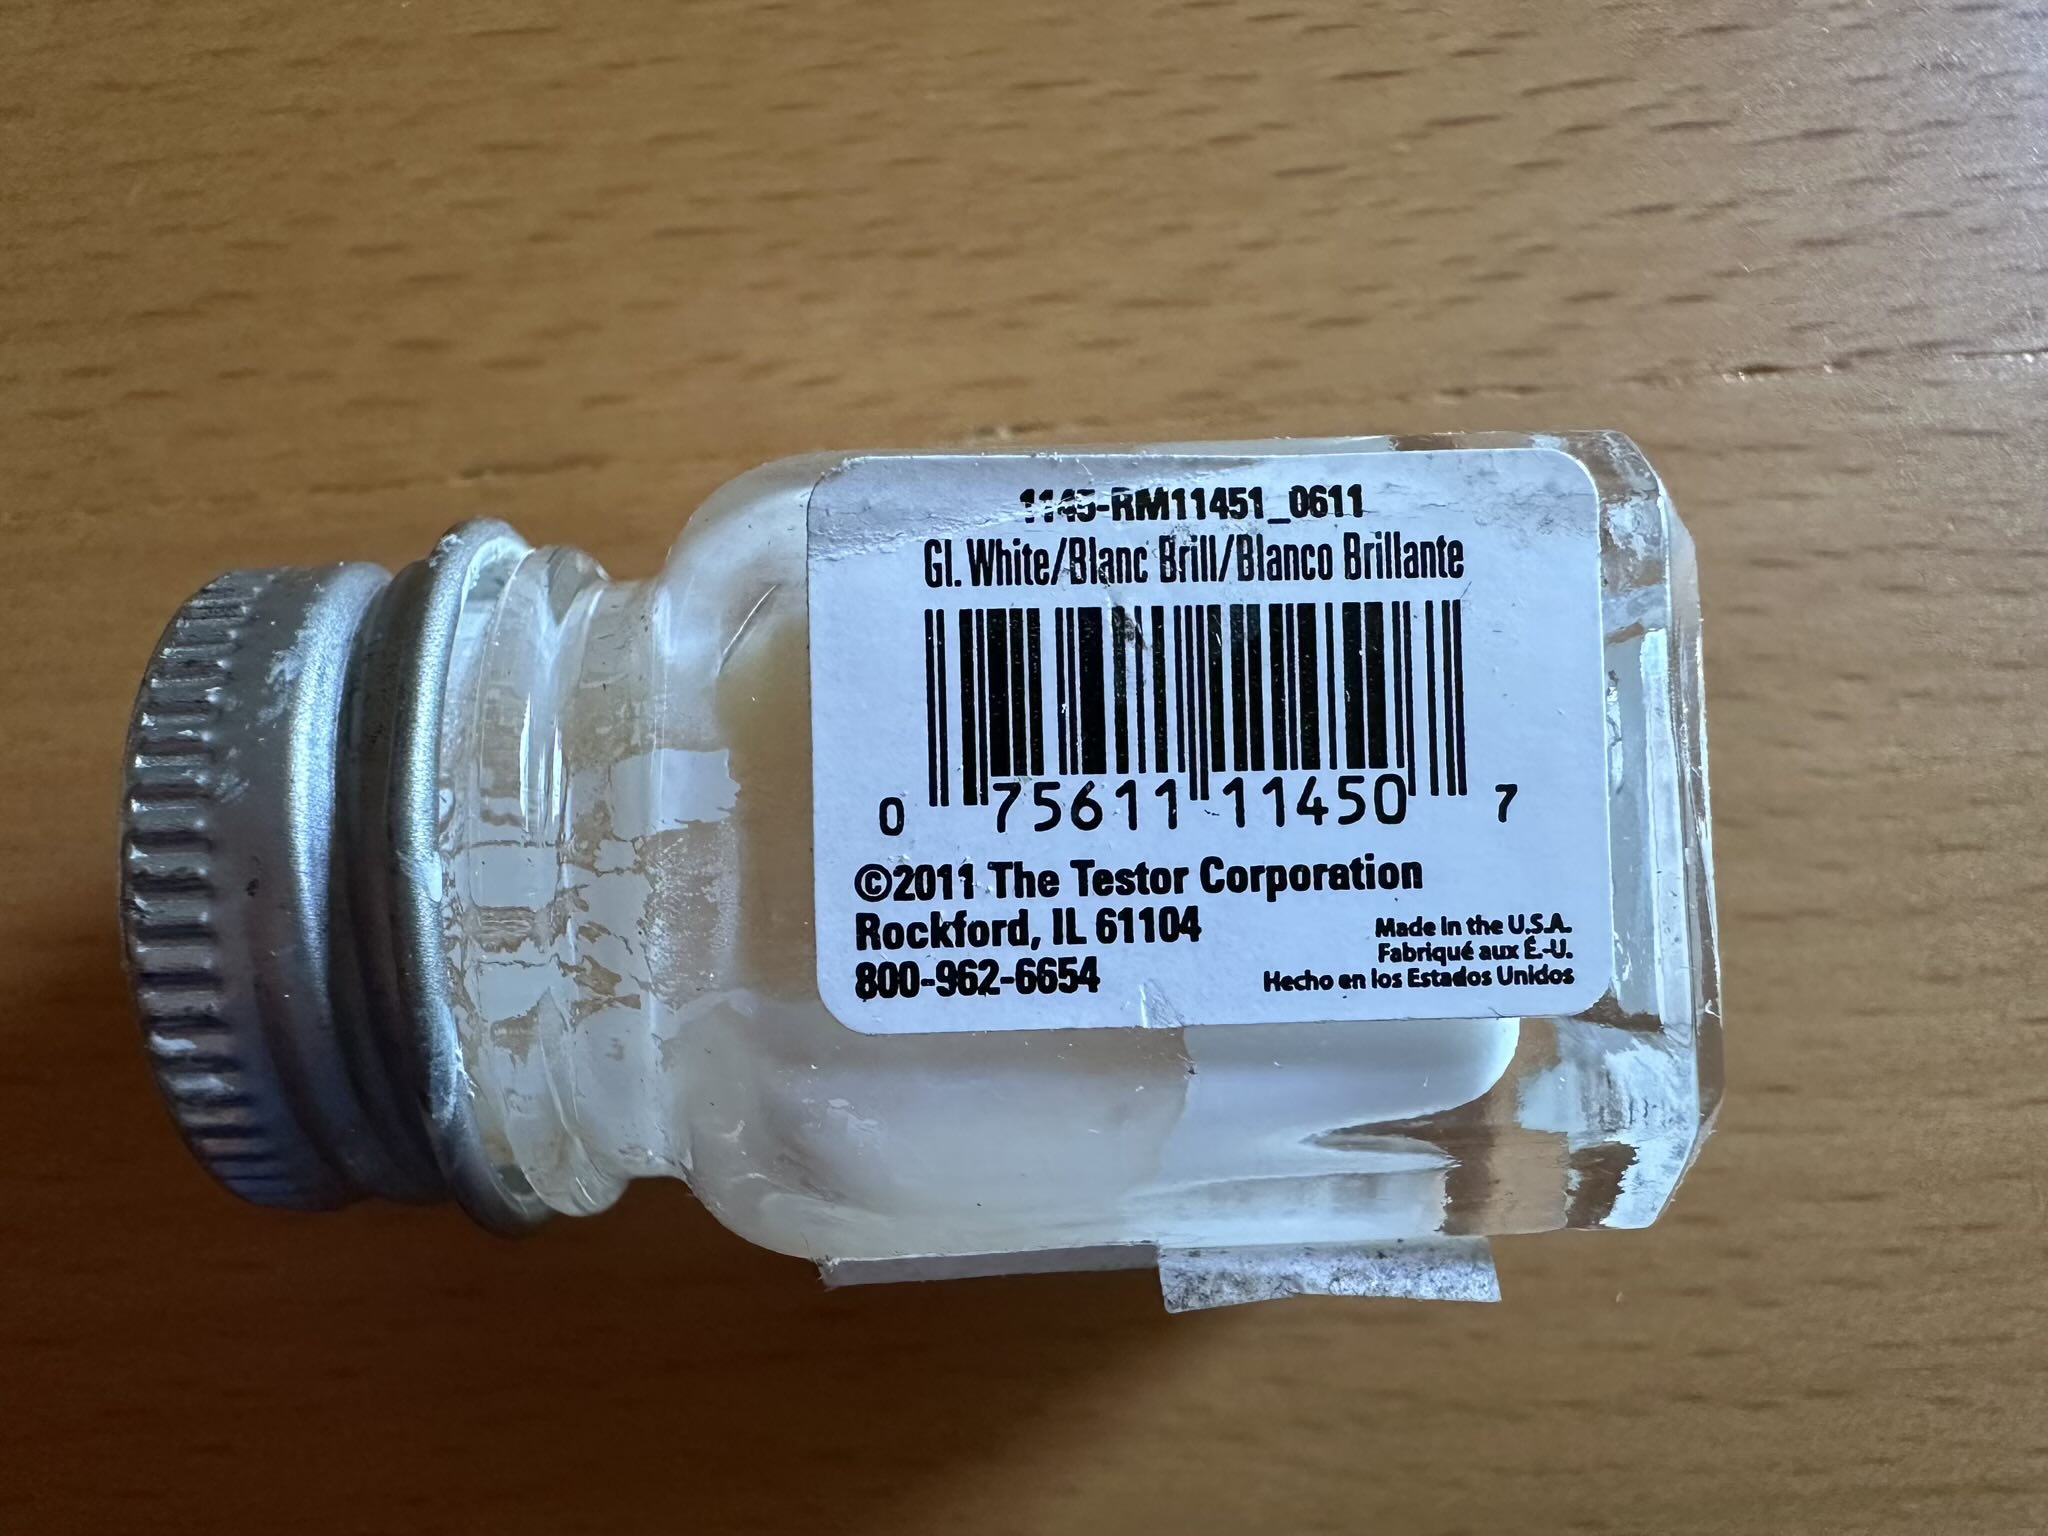 1145-RM11451_0611
Gl. White/Blanc Brill/Blanco Brillante
0 75611 11450 7
©2011 The Testor Corporation
Rockford, IL 61104
800-962-6654
Made in the U.S.A.
Fabriqué aux É.-U.
Hecho en los Estados Unidos